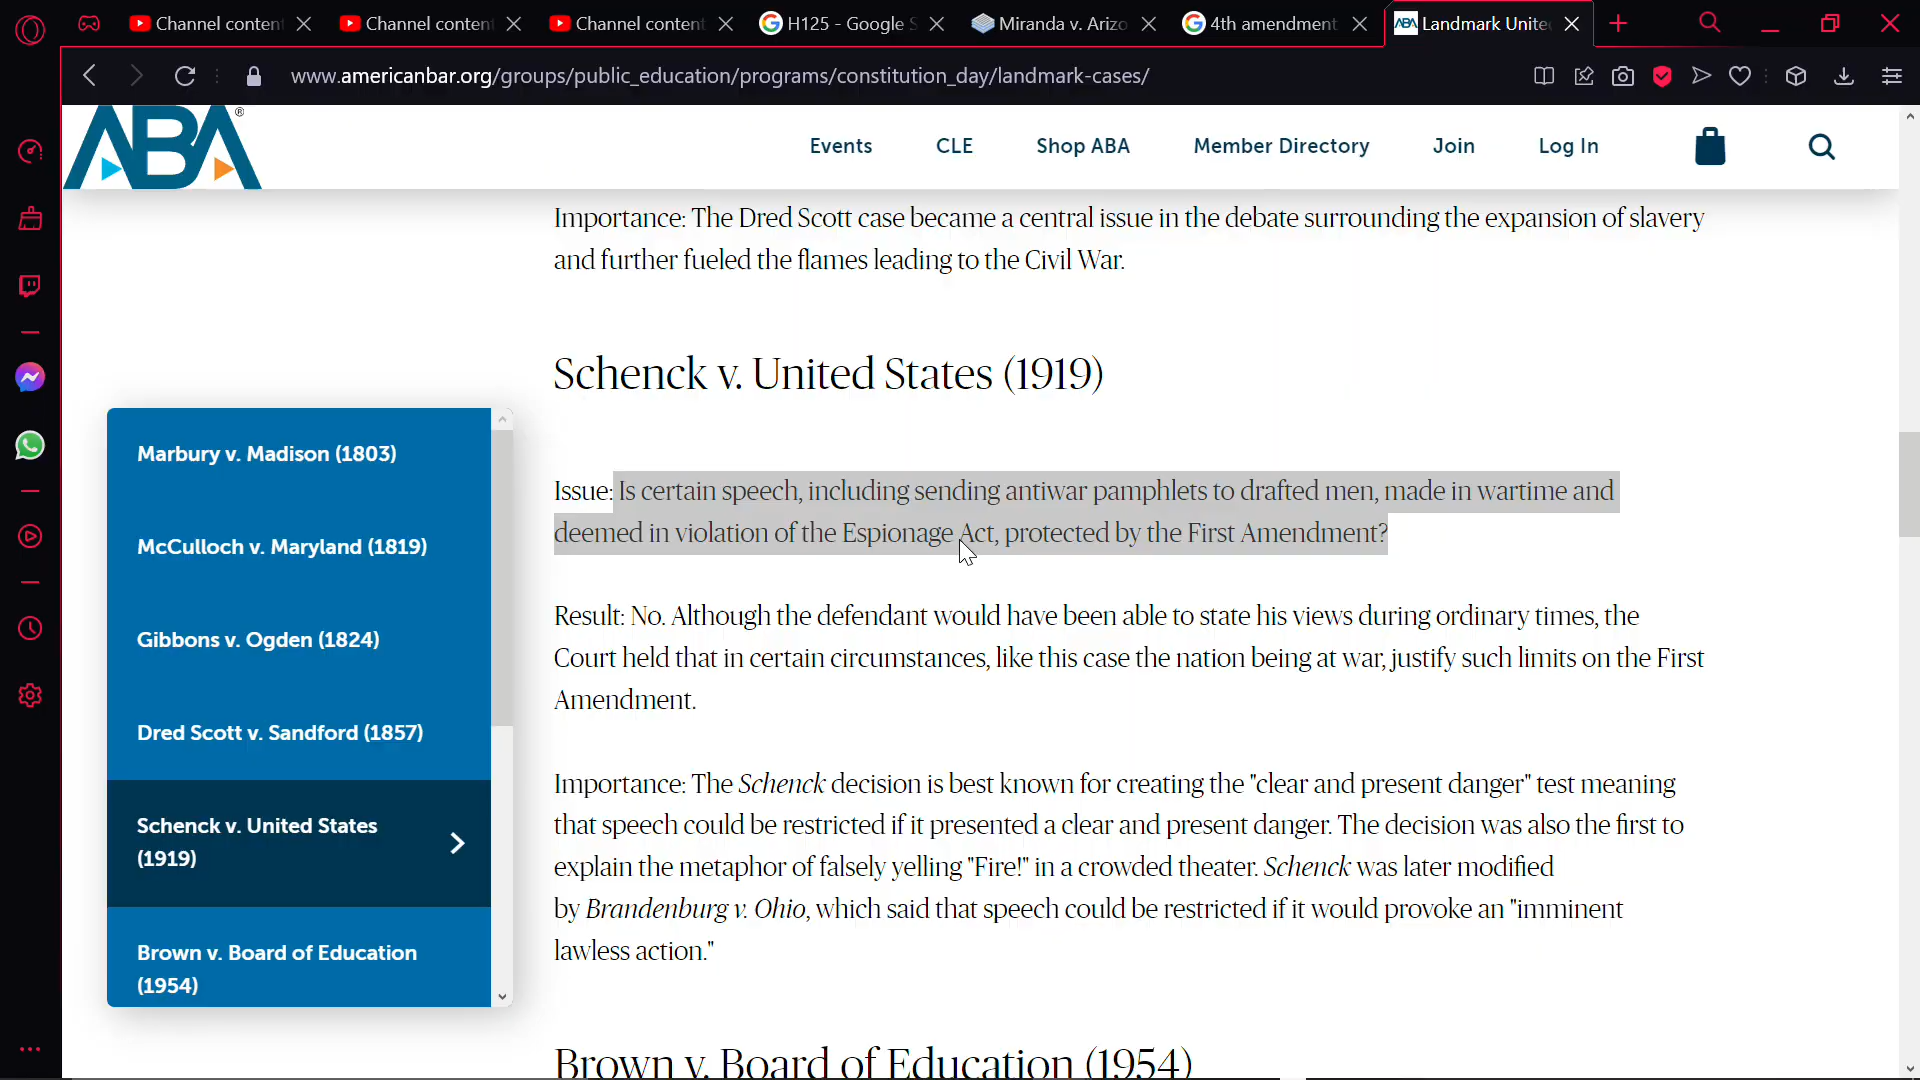 Channel conten
Channel conten
Channel content
H125 - Google S
Miranda v. Arizo
4th amendment
ABA Landmark Unite
www.americanbar.org/groups/public_education/programs/constitution_day/landmark-cases/
ABA®
Events
CLE
Shop ABA
Member Directory
Join
Log In
Importance: The Dred Scott case became a central issue in the debate surrounding the expansion of slavery
and further fueled the flames leading to the Civil War.
Schenck v. United States (1919)
Issue: Is certain speech, including sending antiwar pamphlets to drafted men, made in wartime and
deemed in violation of the Espionage Act, protected by the First Amendment?
Result: No. Although the defendant would have been able to state his views during ordinary times, the
Court held that in certain circumstances, like this case the nation being at war, justify such limits on the First
Amendment.
Importance: The Schenck decision is best known for creating the "clear and present danger" test meaning
that speech could be restricted if it presented a clear and present danger. The decision was also the first to
explain the metaphor of falsely yelling "Fire!" in a crowded theater. Schenck was later modified
by Brandenburg v. Ohio, which said that speech could be restricted if it would provoke an "imminent
lawless action."
Brown v. Board of Education (1954)
Marbury v. Madison (1803)
McCulloch v. Maryland (1819)
Gibbons v. Ogden (1824)
Dred Scott v. Sandford (1857)
Schenck v. United States
(1919)
Brown v. Board of Education
(1954)